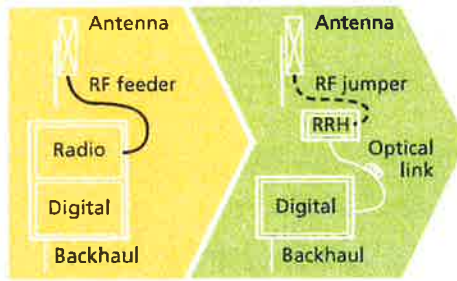 Antenna
RF feeder
Radio
Digital
Backhaul
Antenna
RF jumper
RRH
Optical
link
Digital
Backhaul